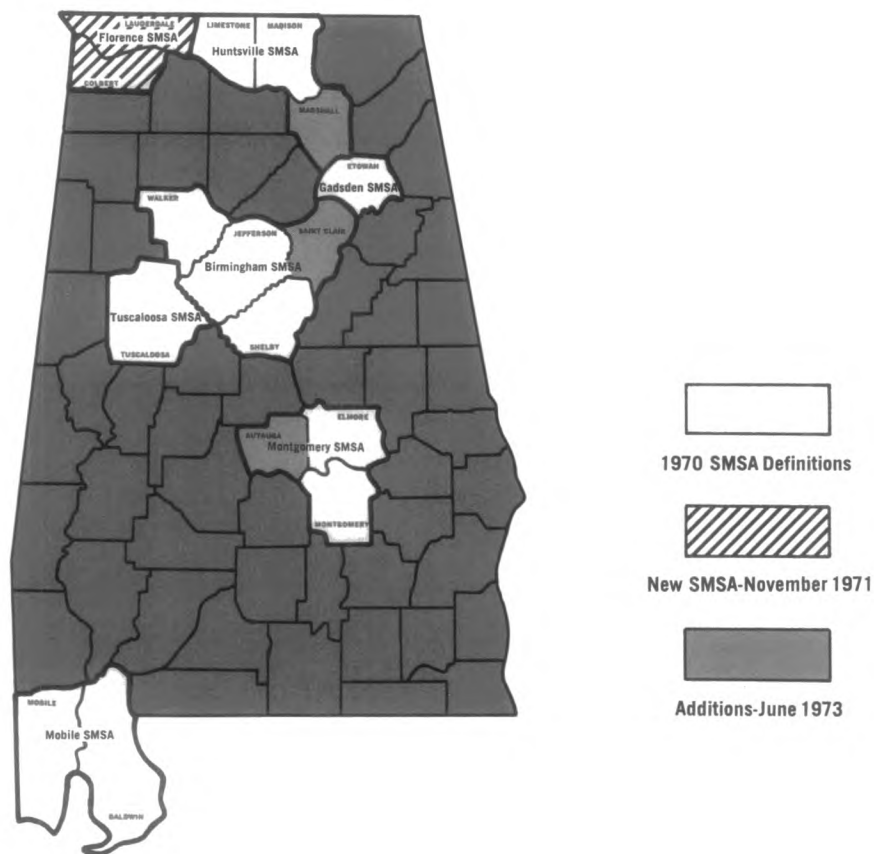 LAUDERDALE
Florence SMSA
COLBERT
LIMESTONE
MADISON
Huntsville SMSA
MARSHALL
ETOWAH
Gadsden SMSA
WALKER
JEFFERSON
SAINT CLAIR
Birmingham SMSA
Tuscaloosa SMSA
TUSCALOOSA
SHELBY
ELMORE
AUTAUGA
Montgomery SMSA
MONTGOMERY
MOBILE
Mobile SMSA
BALDWIN
1970 SMSA Definitions
New SMSA-November 1971
Additions-June 1973